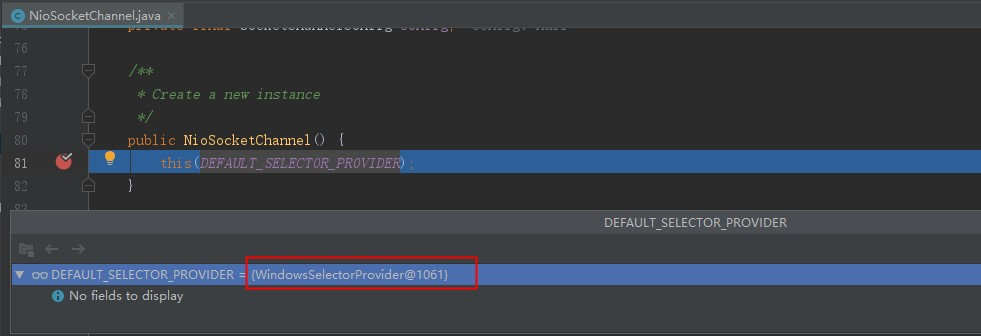 NioSocketChannel.java
76
77 /**
78 * Create a new instance
79 */
80 public NioSocketChannel() {
81 this(DEFAULT_SELECTOR_PROVIDER);
82 }
DEFAULT_SELECTOR_PROVIDER
DEFAULT_SELECTOR_PROVIDER = {WindowsSelectorProvider@1061}
No fields to display